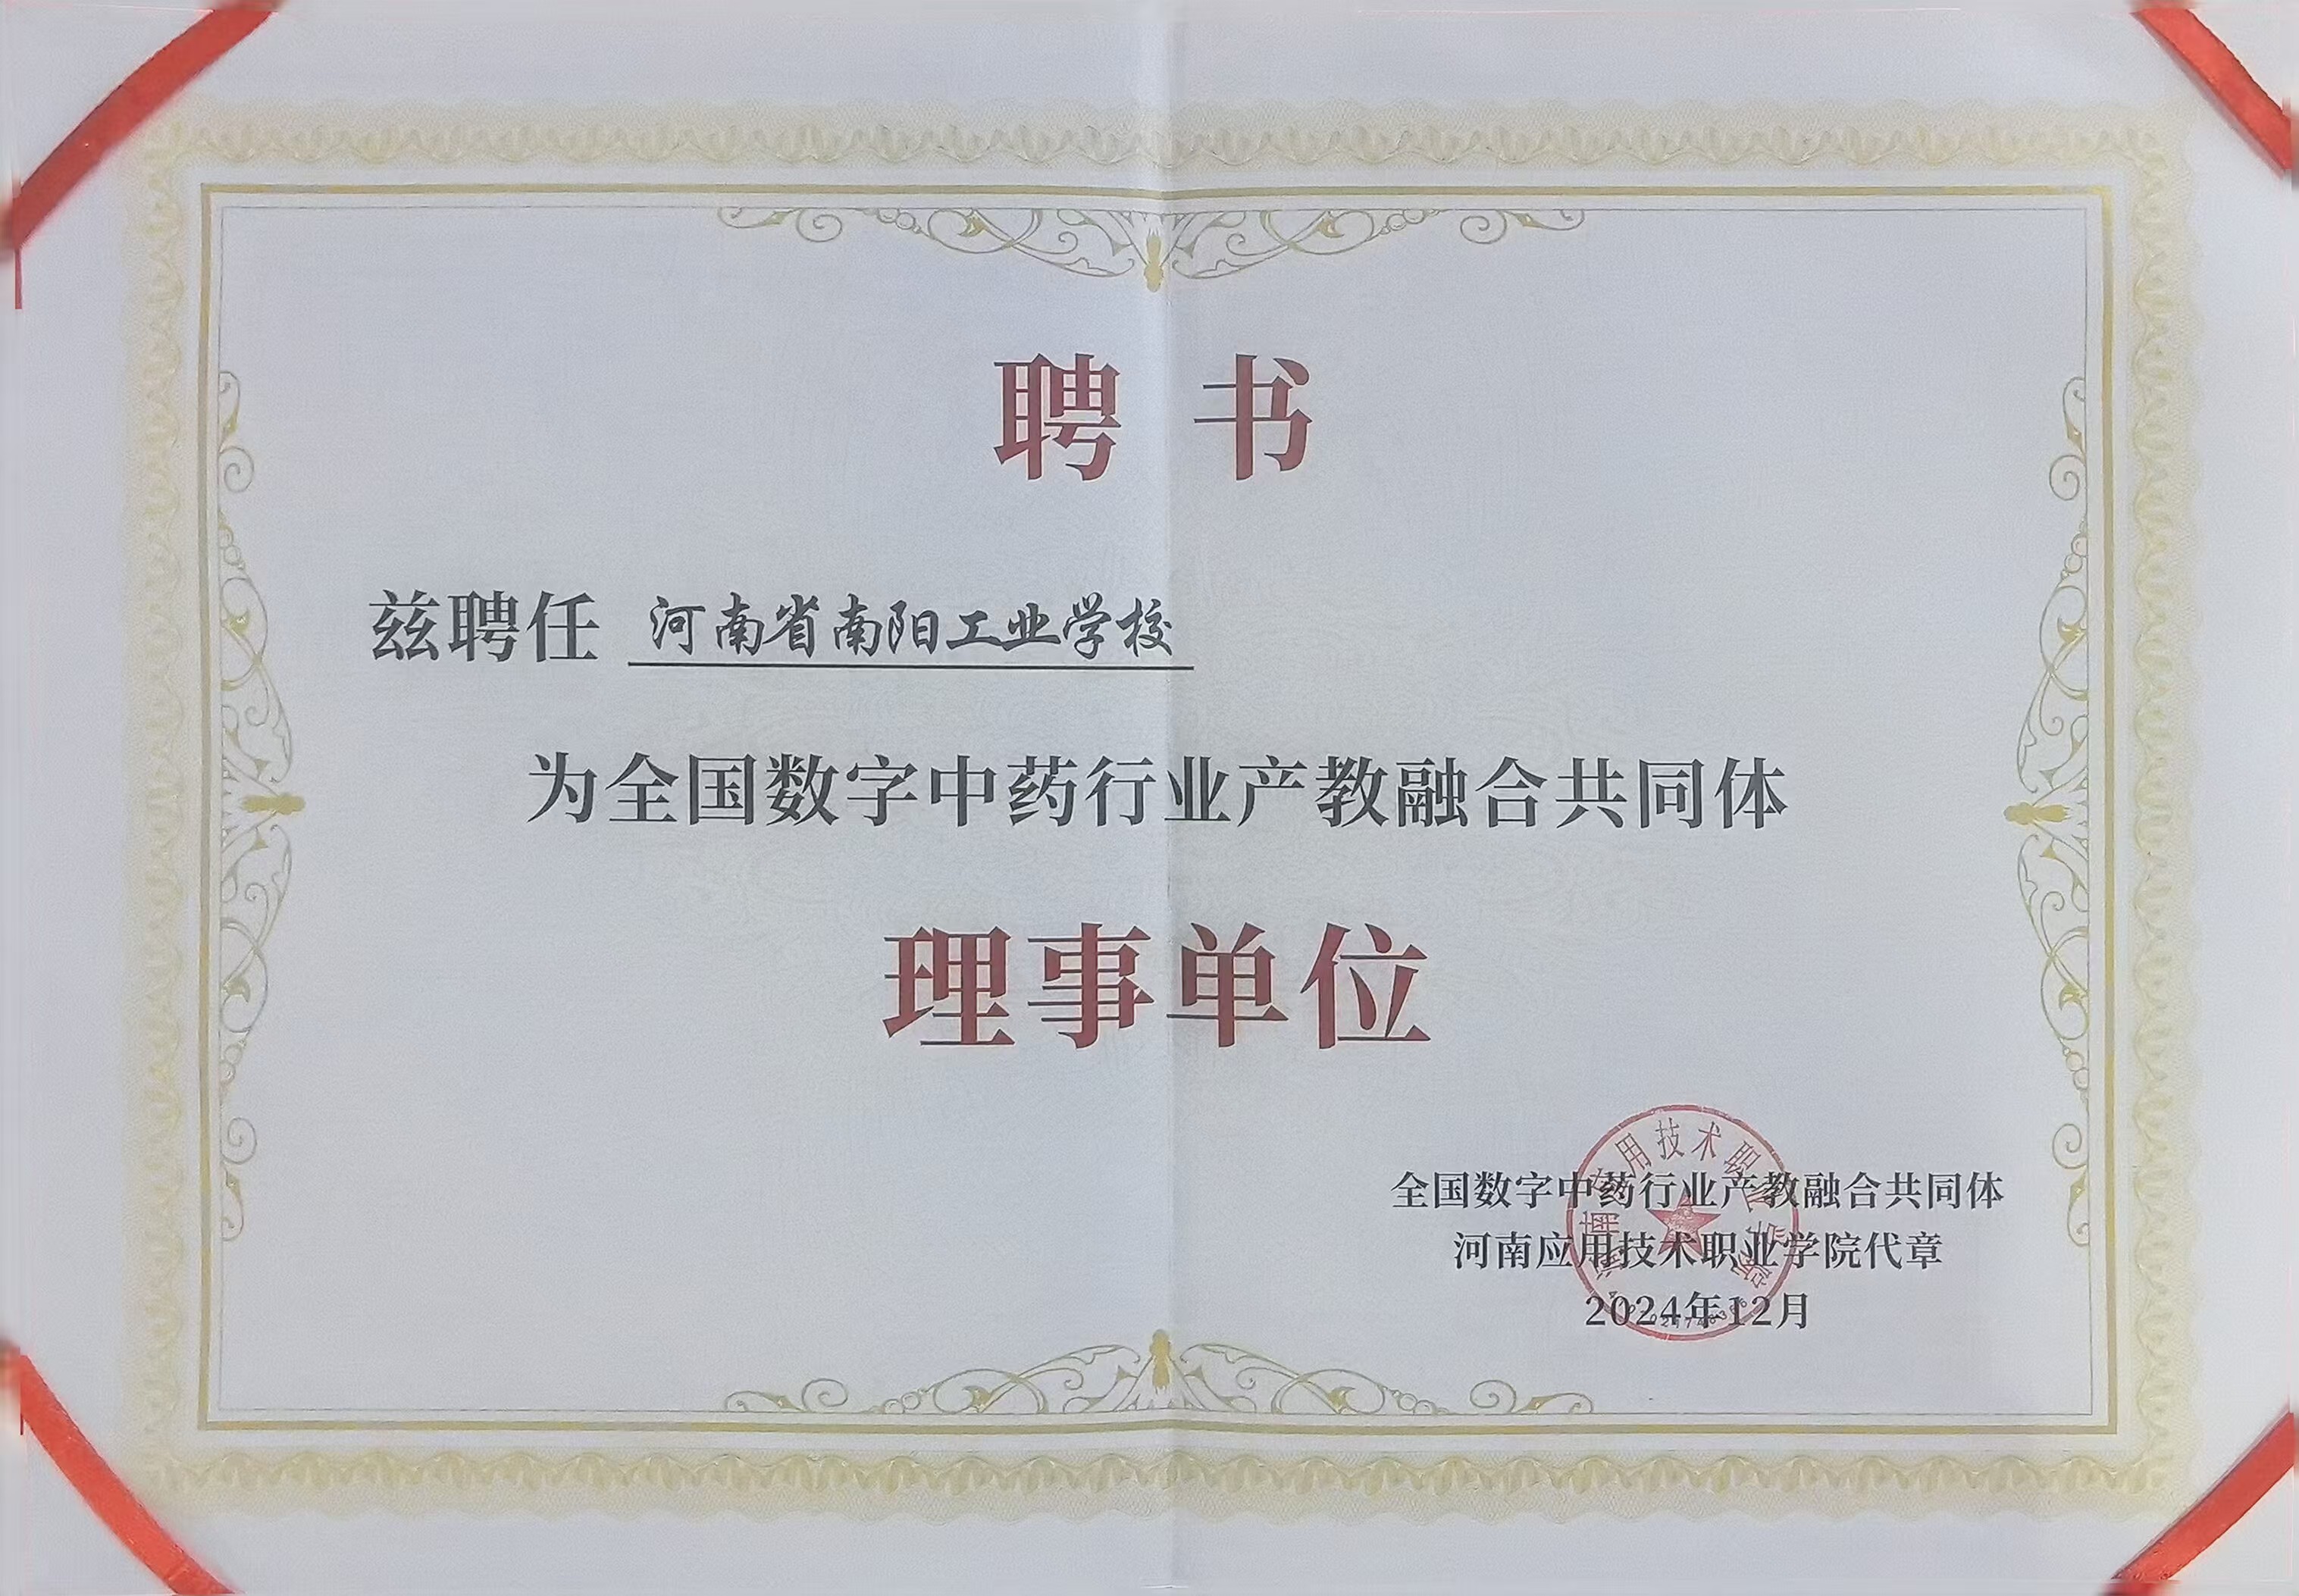 聘书
兹聘任 河南省南阳工业学校
为全国数字中药行业产教融合共同体
理事单位
全国数字中药行业产教融合共同体
河南应用技术职业学院代章
2024年12月